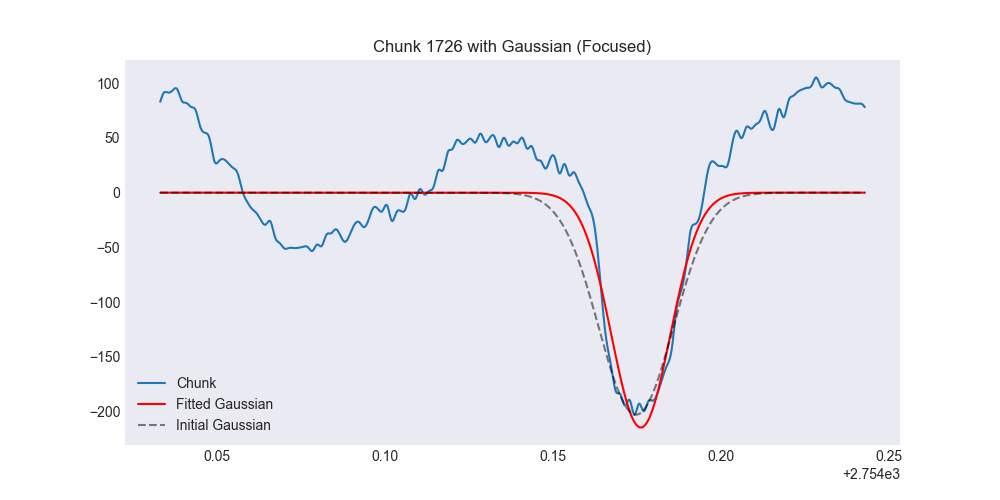 Chunk 1726 with Gaussian (Focused)
100
50
0
−50
−100
−150
−200
Chunk
Fitted Gaussian
Initial Gaussian
0.05 0.10 0.15 0.20 0.25
+2.754e3